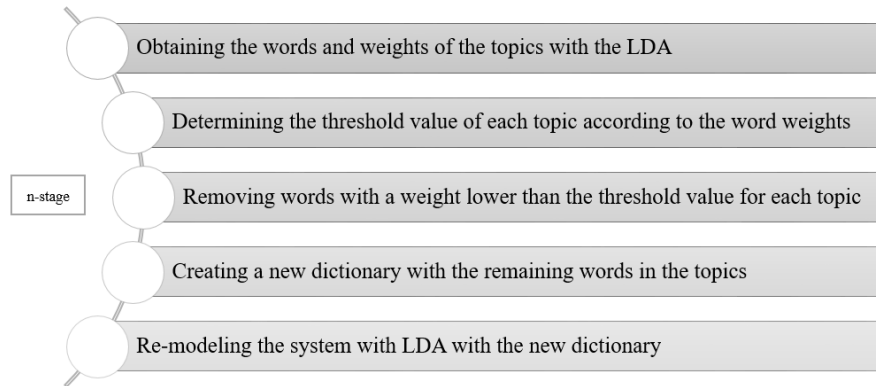 Obtaining the words and weights of the topics with the LDA
Determining the threshold value of each topic according to the word weights
n-stage
Removing words with a weight lower than the threshold value for each topic
Creating a new dictionary with the remaining words in the topics
Re-modeling the system with LDA with the new dictionary